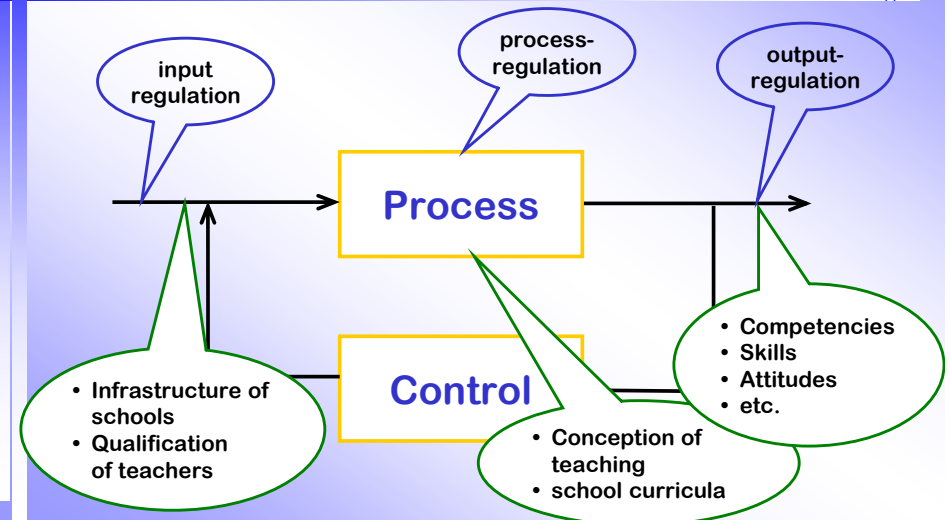 input
regulation
process-
regulation
output-
regulation
Process
Control
• Infrastructure of
schools
• Qualification
of teachers
• Conception of
teaching
• school curricula
• Competencies
• Skills
• Attitudes
• etc.